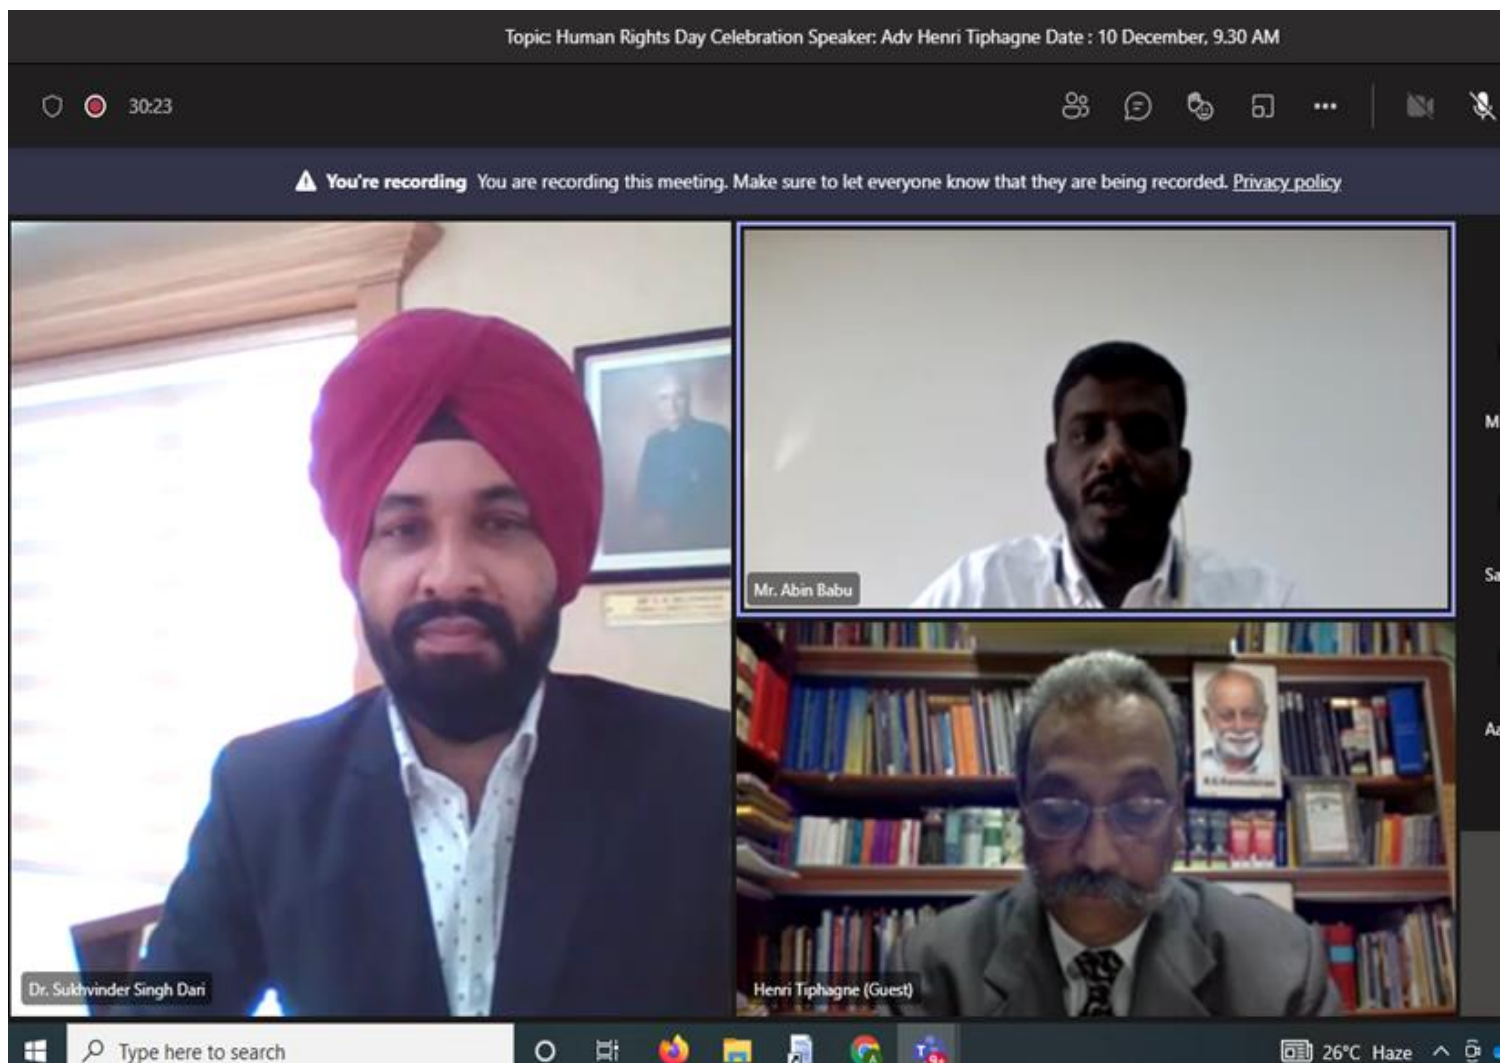 Topic: Human Rights Day Celebration Speaker: Adv Henri Tiphagne Date : 10 December, 9.30 AM
30:23
You're recording You are recording this meeting. Make sure to let everyone know that they are being recorded. Privacy policy
Mr. Abin Babu
M
Sa
Aa
Dr. Sukhvinder Singh Dari
Henri Tiphagne (Guest)
Type here to search
26°C Haze